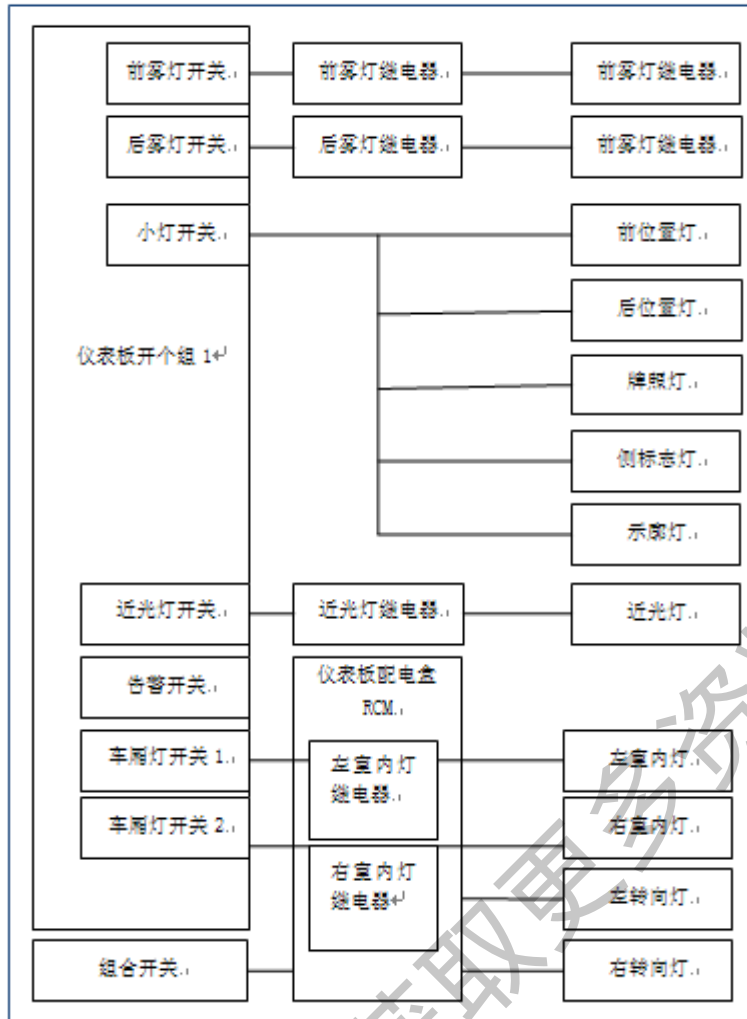 前雾灯开关
前雾灯继电器
前雾灯继电器
后雾灯开关
后雾灯继电器
前雾灯继电器
小灯开关
前位置灯
后位置灯
仪表板开个组 1
牌照灯
侧标志灯
示廓灯
近光灯开关
近光灯继电器
近光灯
告警开关
仪表板配电盒
RCM
车厢灯开关 1
左室内灯
继电器
左室内灯
车厢灯开关 2
右室内灯
右室内灯
继电器
左转向灯
组合开关
右转向灯
获取更多资